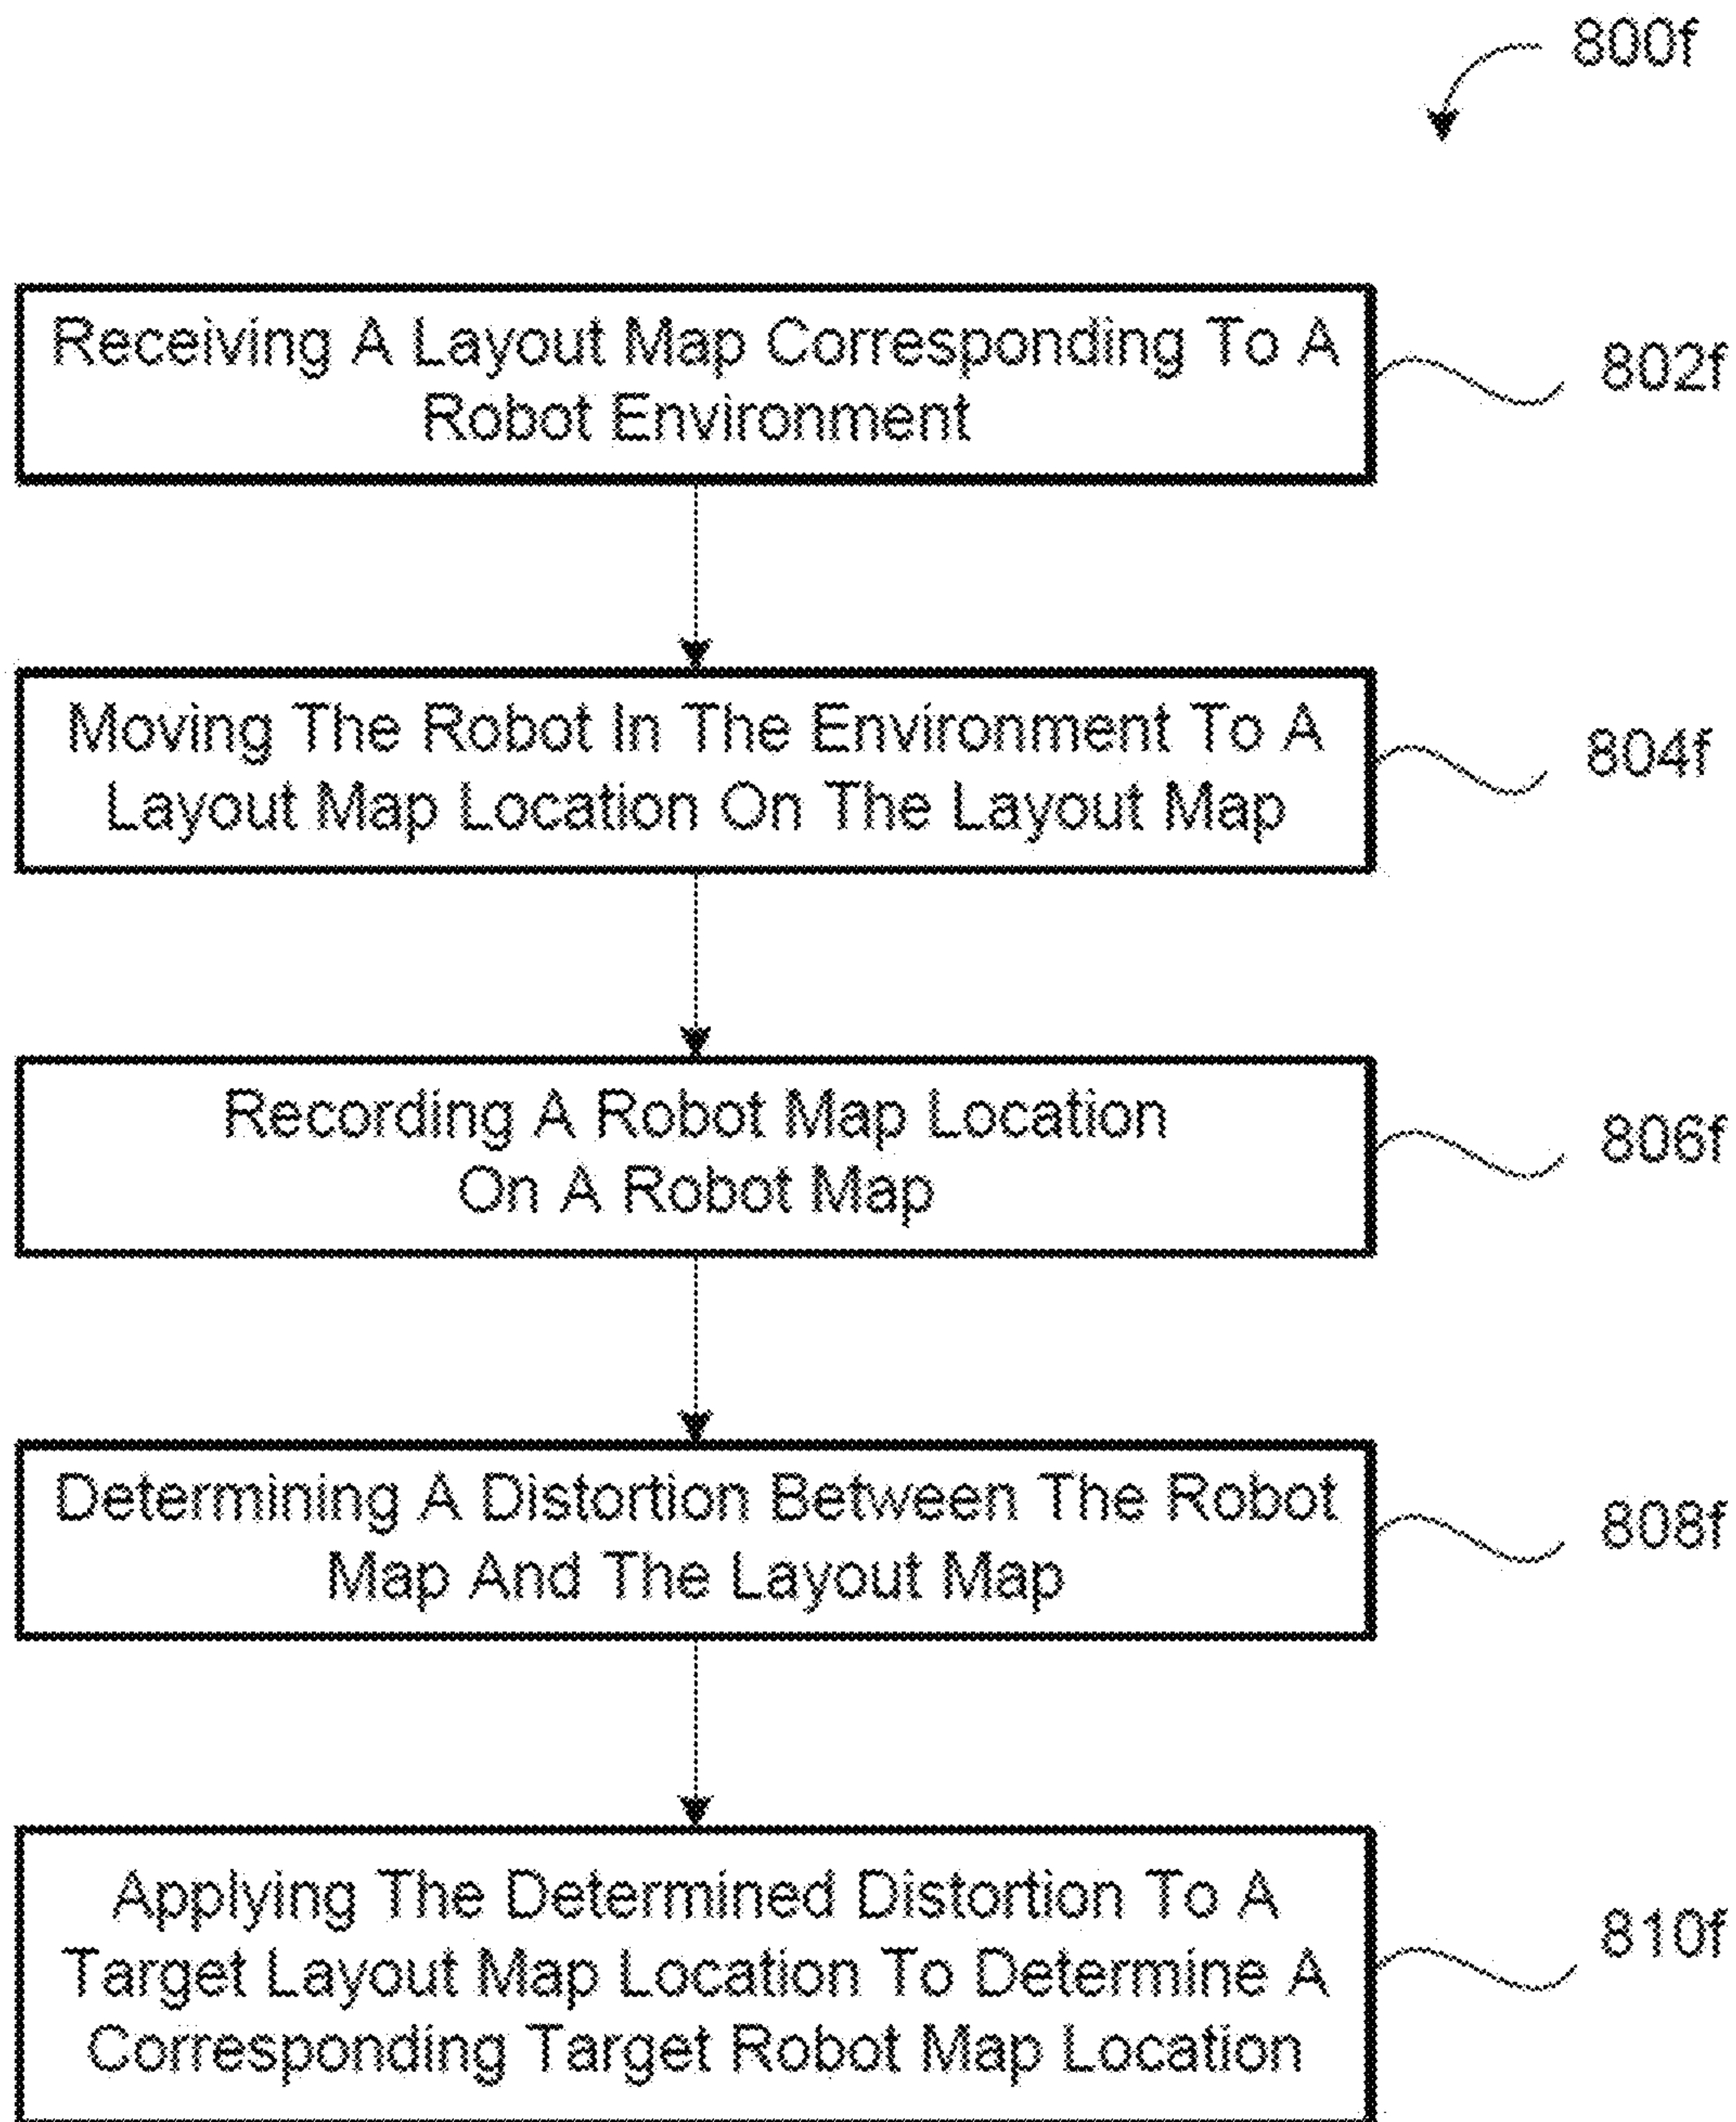 800f
Receiving A Layout Map Corresponding To A
Robot Environment
802f
Moving The Robot In The Environment To A
Layout Map Location On The Layout Map
804f
Recording A Robot Map Location
On A Robot Map
806f
Determining A Distortion Between The Robot
Map And The Layout Map
808f
Applying The Determined Distortion To A
Target Layout Map Location To Determine A
Corresponding Target Robot Map Location
810f